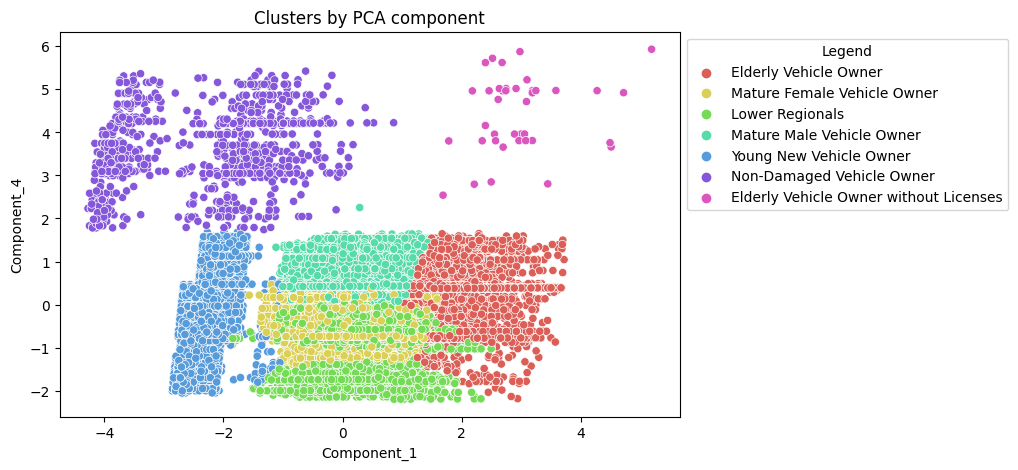 Clusters by PCA component
Legend
Elderly Vehicle Owner
Mature Female Vehicle Owner
Lower Regionals
Mature Male Vehicle Owner
Young New Vehicle Owner
Non-Damaged Vehicle Owner
Elderly Vehicle Owner without Licenses
Component_4
6
5
4
3
2
1
0
−1
−2
−4
−2
0
2
4
Component_1